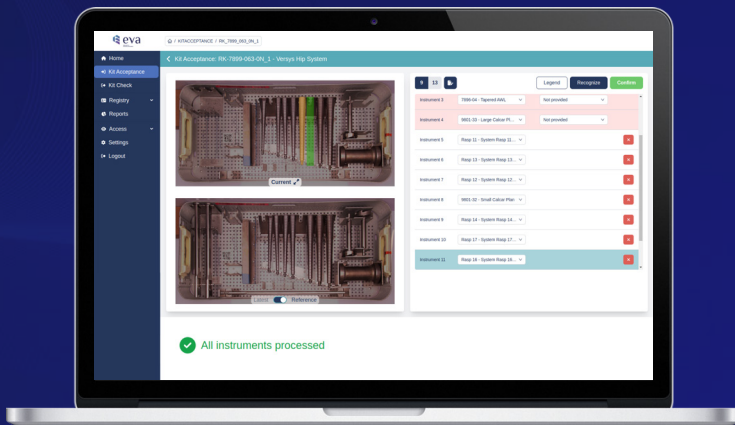 eva
/ KITACCEPTANCE / RK_7899_063_0N_1
Home
Kit Acceptance
Kit Check
Registry
Reports
Access
Settings
Logout
Kit Acceptance: RK-7899-063-0N_1 - Versys Hip System
Current
Latest Reference
9 13
Legend Recognize Confirm
Instrument 3 7899-04 - Tapered AWL Not provided
Instrument 4 9601-33 - Large Calcar Pl... Not provided
Instrument 5 Rasp 11 - System Rasp 11...
Instrument 6 Rasp 13 - System Rasp 13...
Instrument 7 Rasp 12 - System Rasp 12...
Instrument 8 9601-32 - Small Calcar Plan
Instrument 9 Rasp 14 - System Rasp 14...
Instrument 10 Rasp 17 - System Rasp 17...
Instrument 11 Rasp 18 - System Rasp 18...
All instruments processed